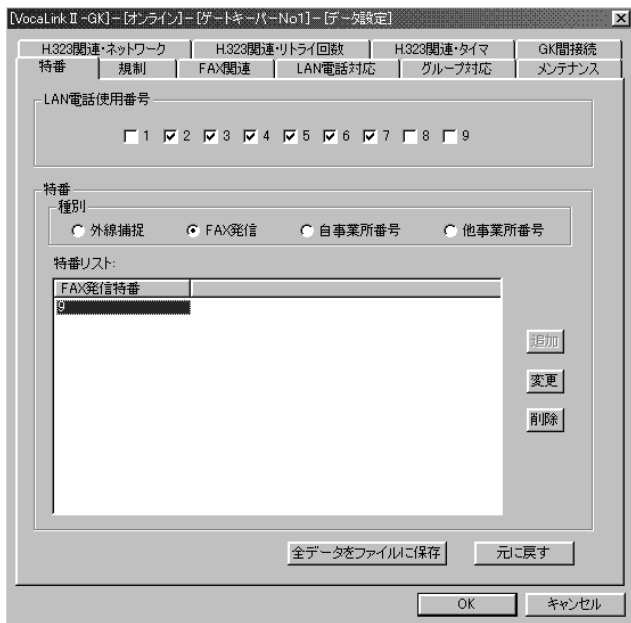 [VocaLinkⅡ-GK]-[オンライン]-[ゲートキーパーNo1]-[データ設定]
H.323関連・ネットワーク H.323関連・リトライ回数 H.323関連・タイマ GK間接続
特番 規制 FAX関連 LAN電話対応 グループ対応 メンテナンス
LAN電話使用番号
1 2 3 4 5 6 7 8 9
特番
種別
外線捕捉 FAX発信 自事業所番号 他事業所番号
特番リスト:
FAX発信特番
9
追加
変更
削除
全データをファイルに保存 元に戻す
OK キャンセル